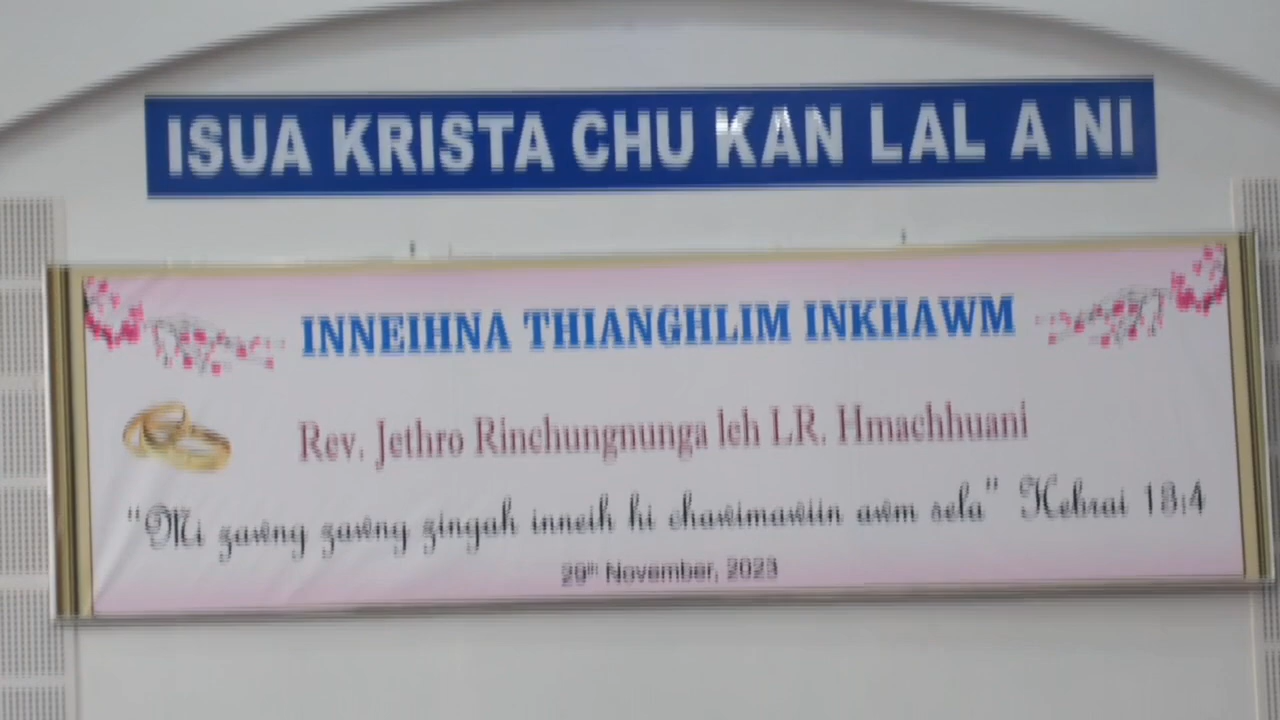 ISUA KRISTA CHU KAN LAL A NI
INNEIHNA THIANGHLIM INKHAWM
Rev. Jethro Rinchungnunga leh LR. Hmachhuani
"Mi zawng zawng zingah inneih hi chawimawiin awm sela" Hebrai 13:4
29th November, 2023